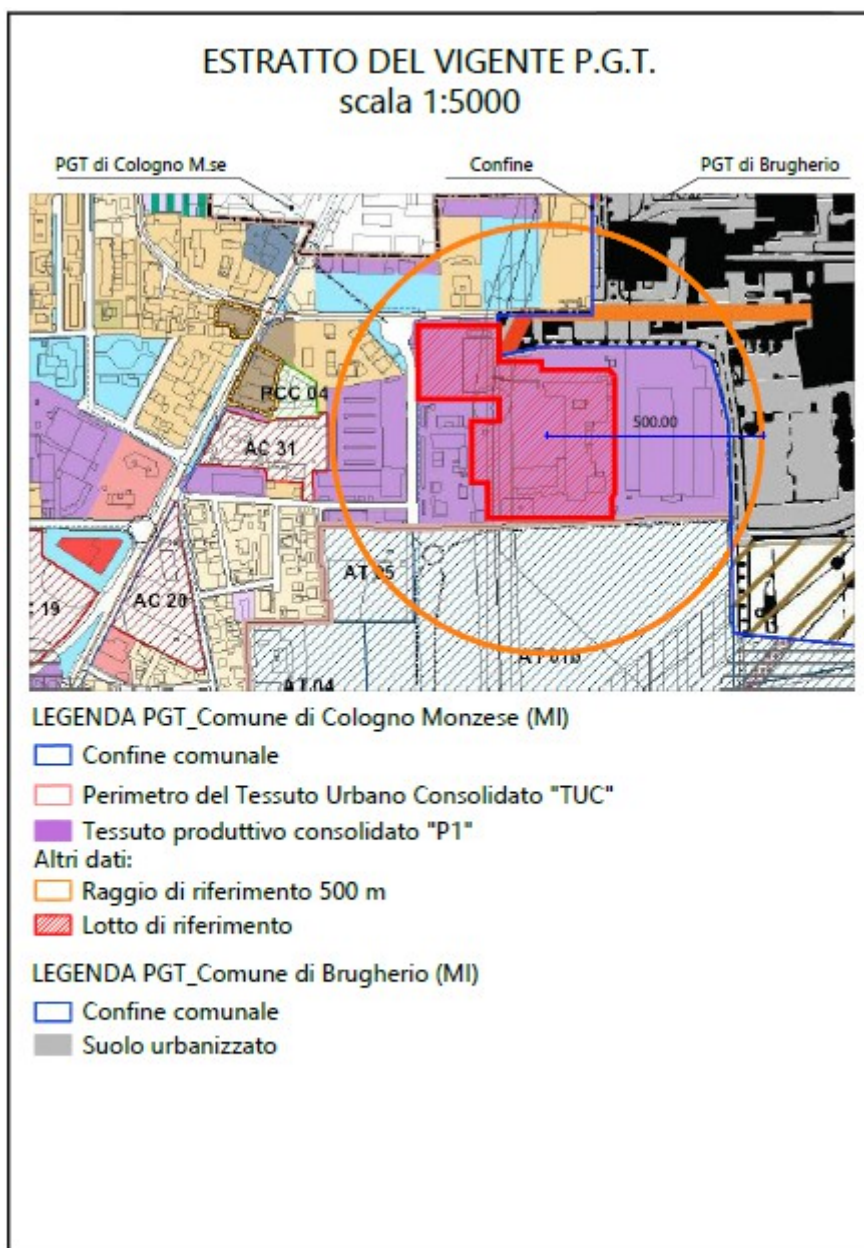 ESTRATTO DEL VIGENTE P.G.T.
scala 1:5000
PGT di Cologno M.se
Confine
PGT di Brugherio
PCC 04
AC 31
500.00
AT 05
AC 20
AT 01b
AT 04
LEGENDA PGT_Comune di Cologno Monzese (MI)
Confine comunale
Perimetro del Tessuto Urbano Consolidato "TUC"
Tessuto produttivo consolidato "P1"
Altri dati:
Raggio di riferimento 500 m
Lotto di riferimento
LEGENDA PGT_Comune di Brugherio (MI)
Confine comunale
Suolo urbanizzato